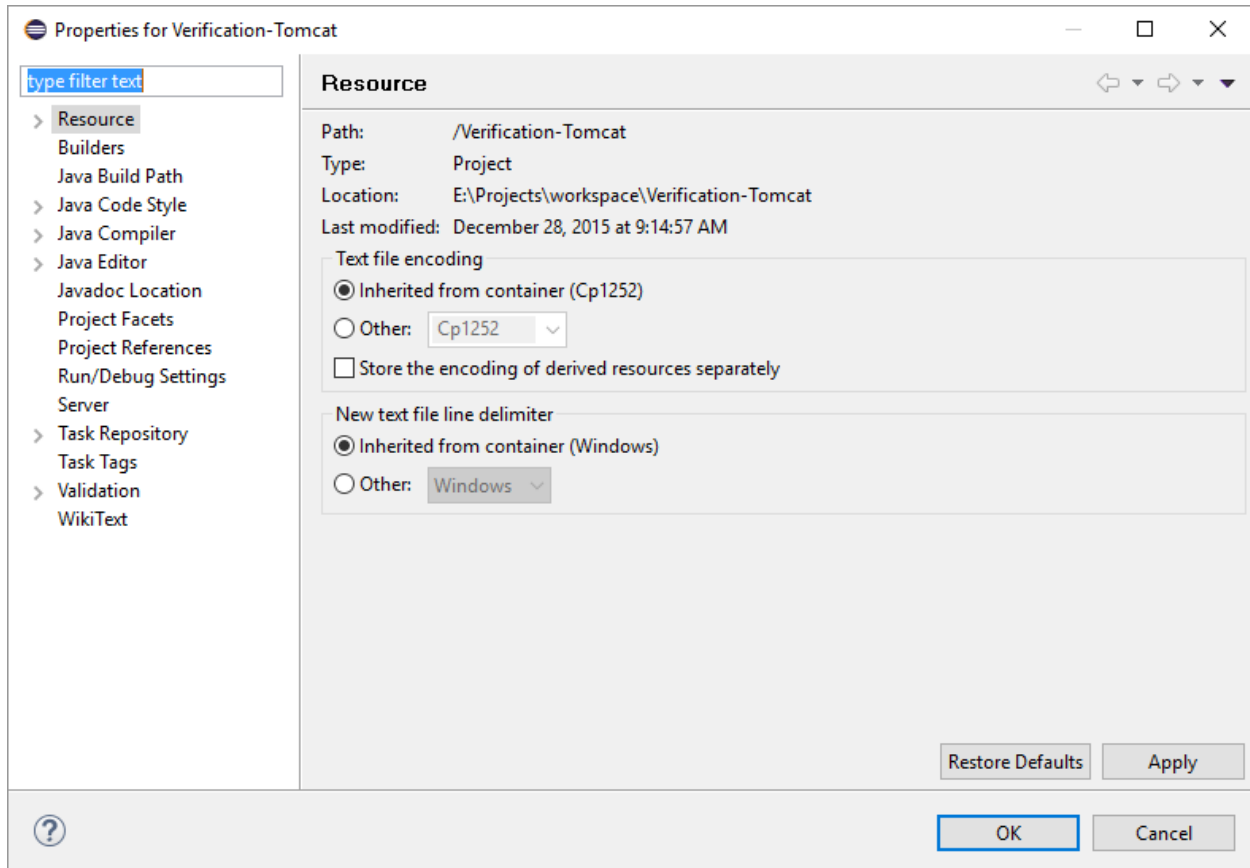 Properties for Verification-Tomcat
type filter text
Resource
Builders
Java Build Path
Java Code Style
Java Compiler
Java Editor
Javadoc Location
Project Facets
Project References
Run/Debug Settings
Server
Task Repository
Task Tags
Validation
WikiText
Resource
Path: /Verification-Tomcat
Type: Project
Location: E:\Projects\workspace\Verification-Tomcat
Last modified: December 28, 2015 at 9:14:57 AM
Text file encoding
Inherited from container (Cp1252)
Other: Cp1252
Store the encoding of derived resources separately
New text file line delimiter
Inherited from container (Windows)
Other: Windows
Restore Defaults Apply
? OK Cancel